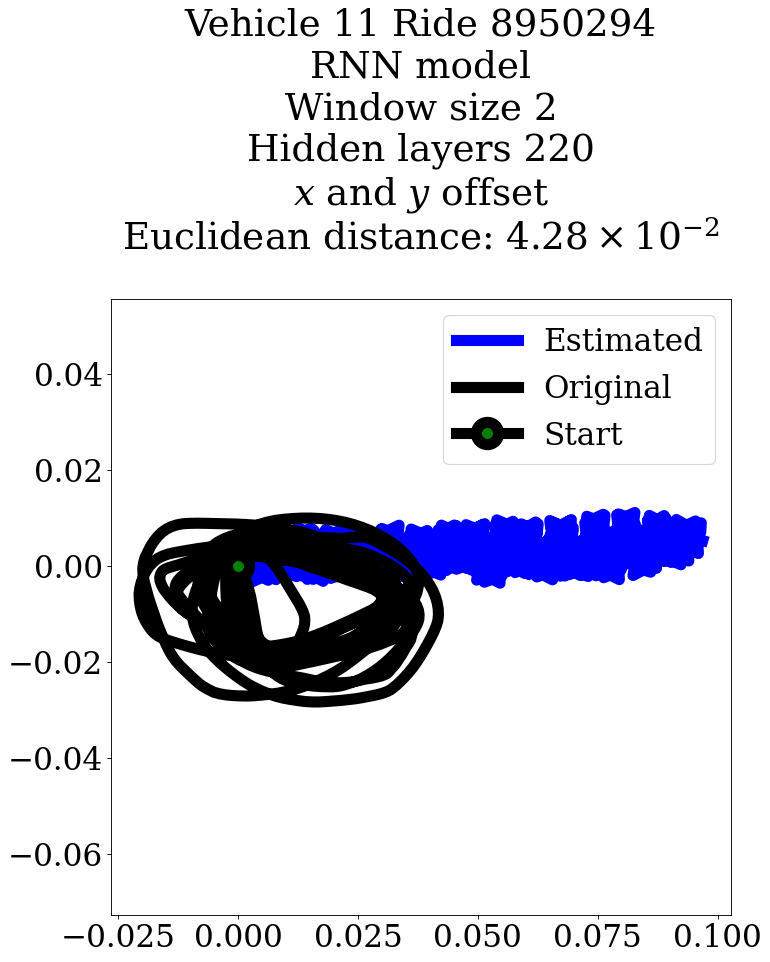 Vehicle 11 Ride 8950294
RNN model
Window size 2
Hidden layers 220
x and y offset
Euclidean distance: 4.28 × 10⁻²
Estimated
Original
Start
0.04
0.02
0.00
−0.02
−0.04
−0.06
−0.025 0.000 0.025 0.050 0.075 0.100